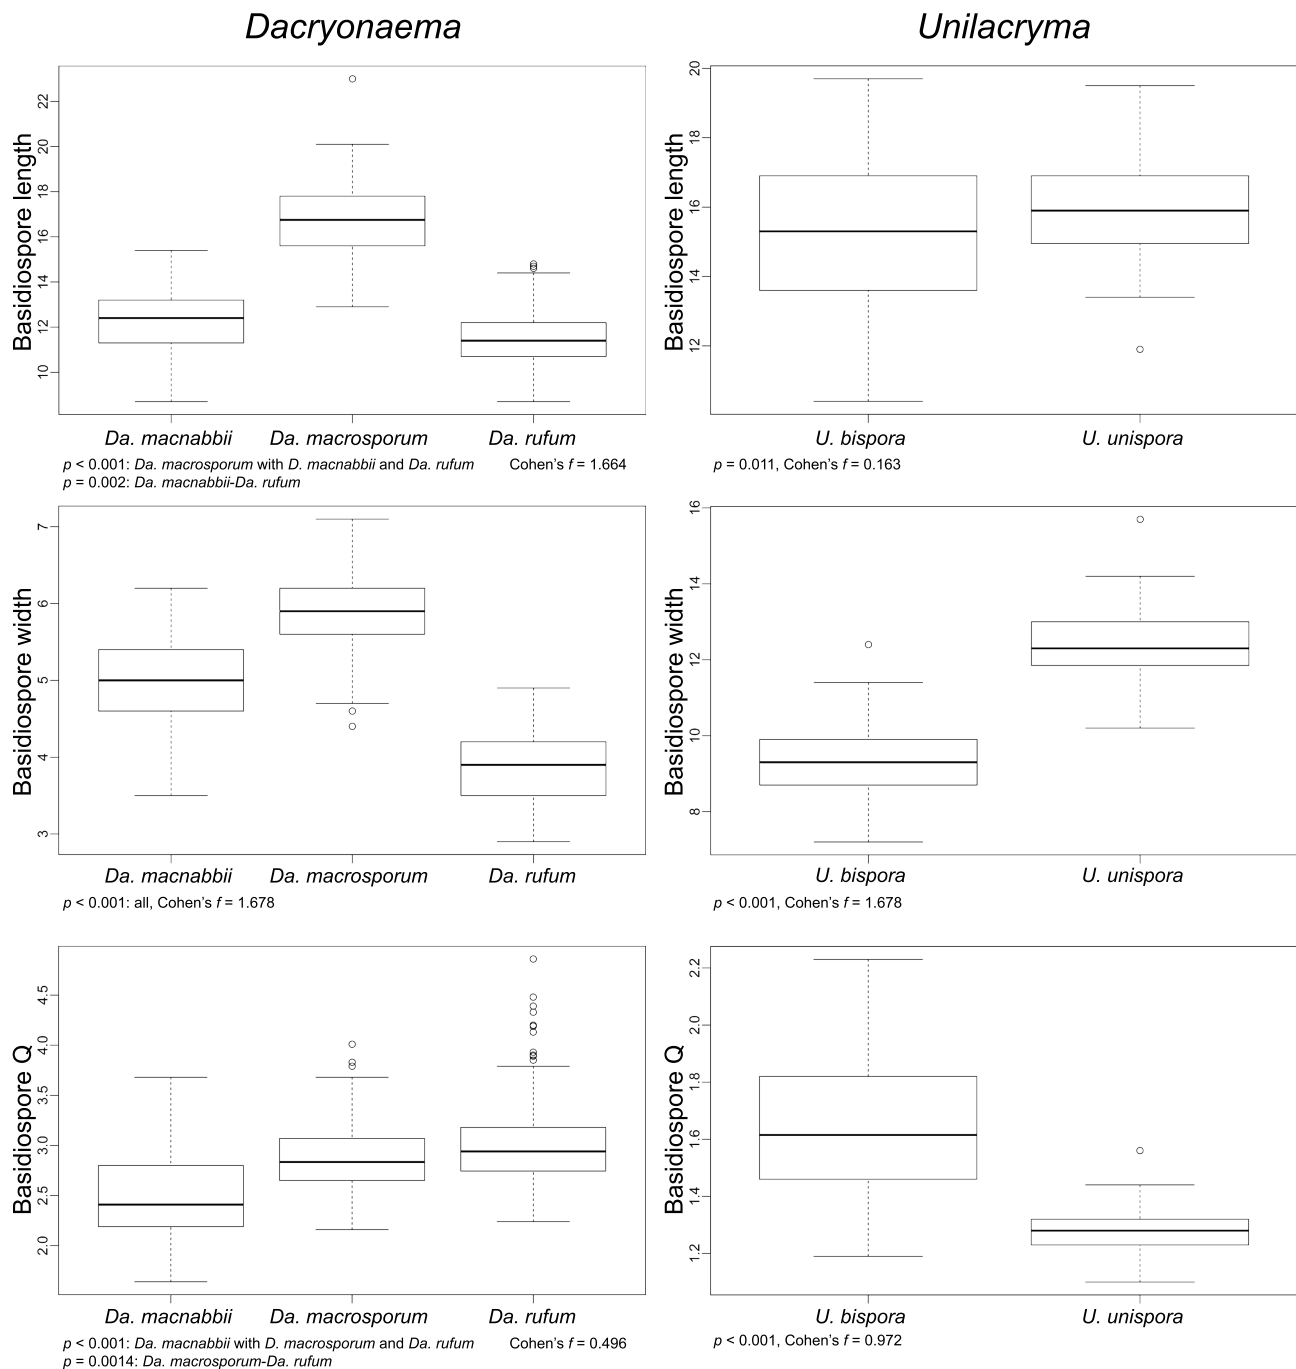 Dacryonaema
Unilacryma
Basidiospore length
22
20
18
16
14
12
10
Da. macnabbii Da. macrosporum Da. rufum
p < 0.001: Da. macrosporum with D. macnabbii and Da. rufum Cohen's f = 1.664
p = 0.002: Da. macnabbii-Da. rufum
Basidiospore length
20
18
16
14
12
U. bispora U. unispora
p = 0.011, Cohen's f = 0.163
Basidiospore width
7
6
5
4
3
Da. macnabbii Da. macrosporum Da. rufum
p < 0.001: all, Cohen's f = 1.678
Basidiospore width
16
14
12
10
8
U. bispora U. unispora
p < 0.001, Cohen's f = 1.678
Basidiospore Q
4.5
4.0
3.5
3.0
2.5
2.0
Da. macnabbii Da. macrosporum Da. rufum
p < 0.001: Da. macnabbii with D. macrosporum and Da. rufum Cohen's f = 0.496
p = 0.0014: Da. macrosporum-Da. rufum
Basidiospore Q
2.2
2.0
1.8
1.6
1.4
1.2
U. bispora U. unispora
p < 0.001, Cohen's f = 0.972